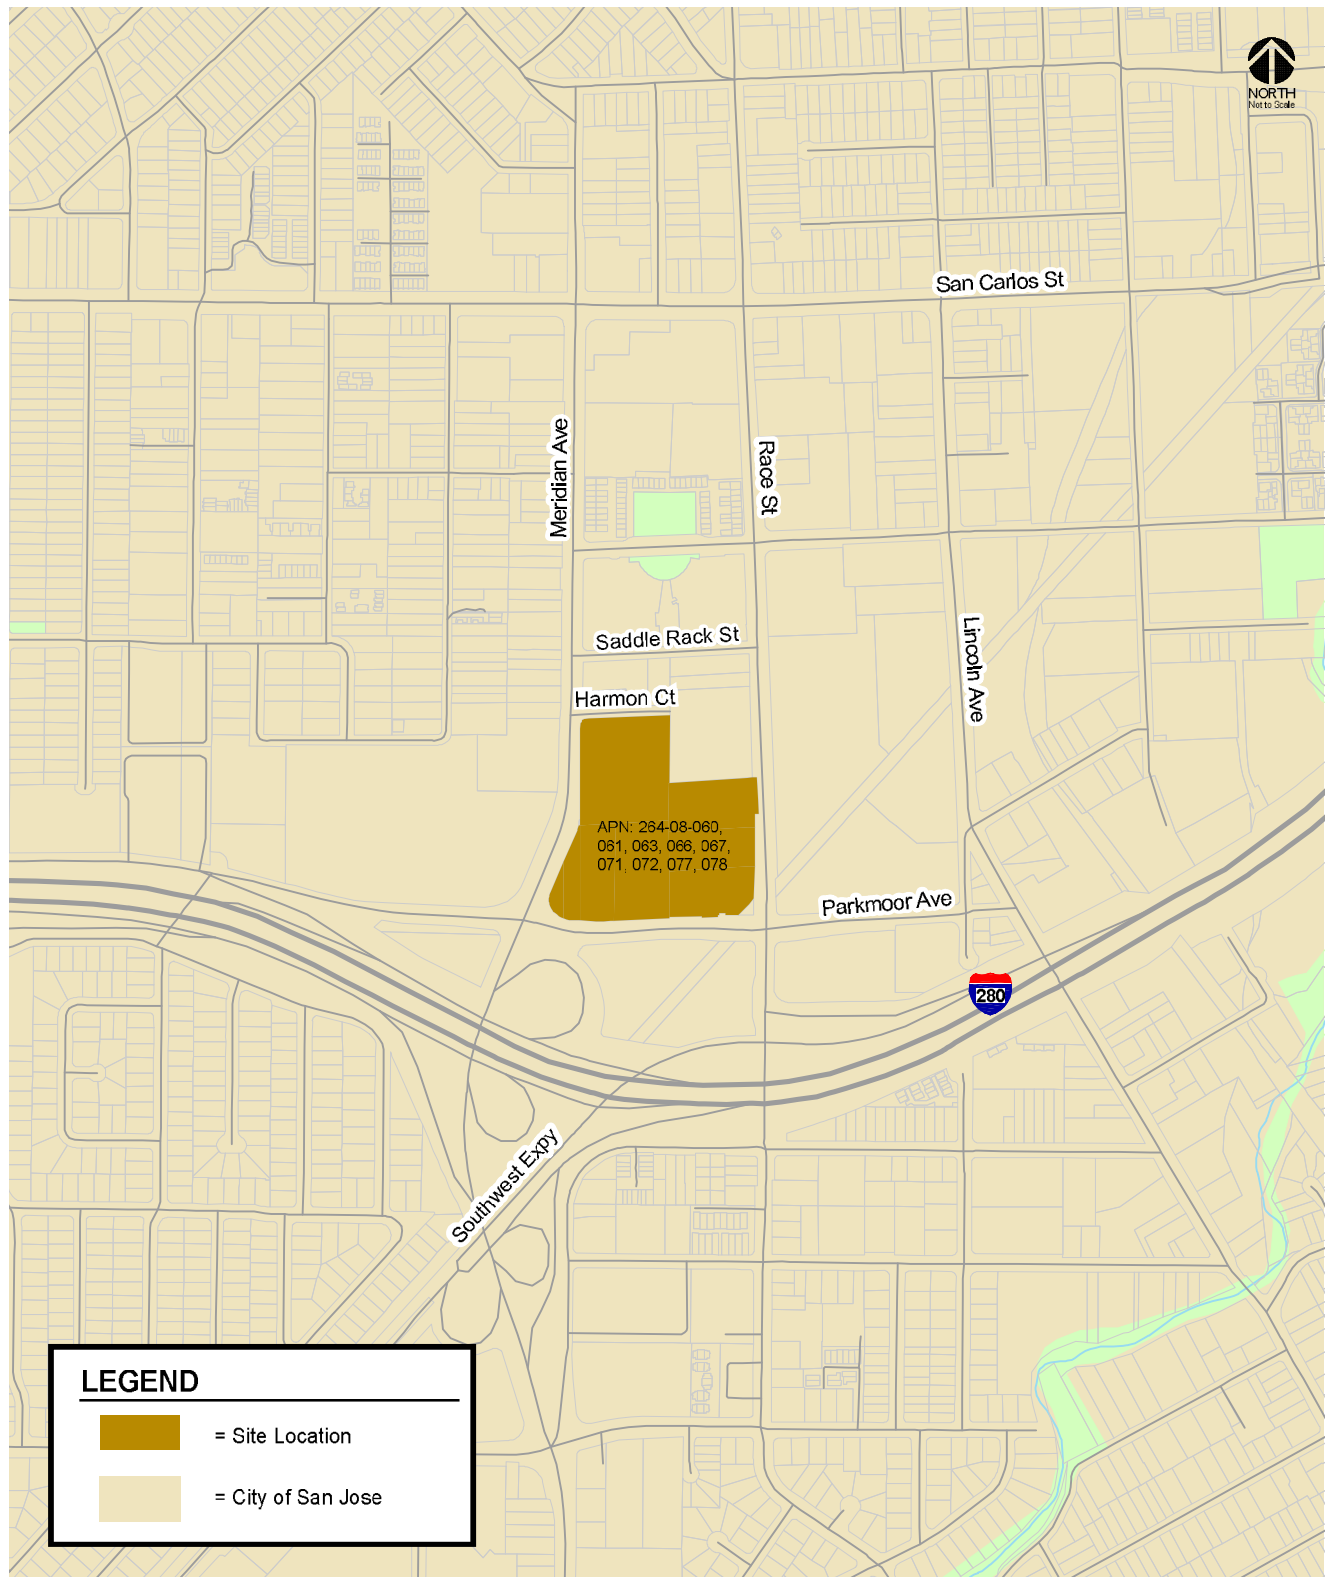 NORTH
Not to Scale
San Carlos St
Meridian Ave
Race St
Saddle Rack St
Lincoln Ave
Harmon Ct
APN: 264-08-060,
061, 063, 066, 067,
071, 072, 077, 078
Parkmoor Ave
280
Southwest Expy
LEGEND
= Site Location
= City of San Jose